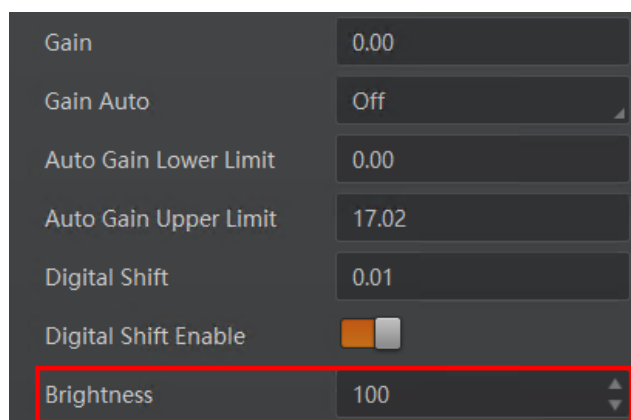 Gain 0.00
Gain Auto Off
Auto Gain Lower Limit 0.00
Auto Gain Upper Limit 17.02
Digital Shift 0.01
Digital Shift Enable
Brightness 100